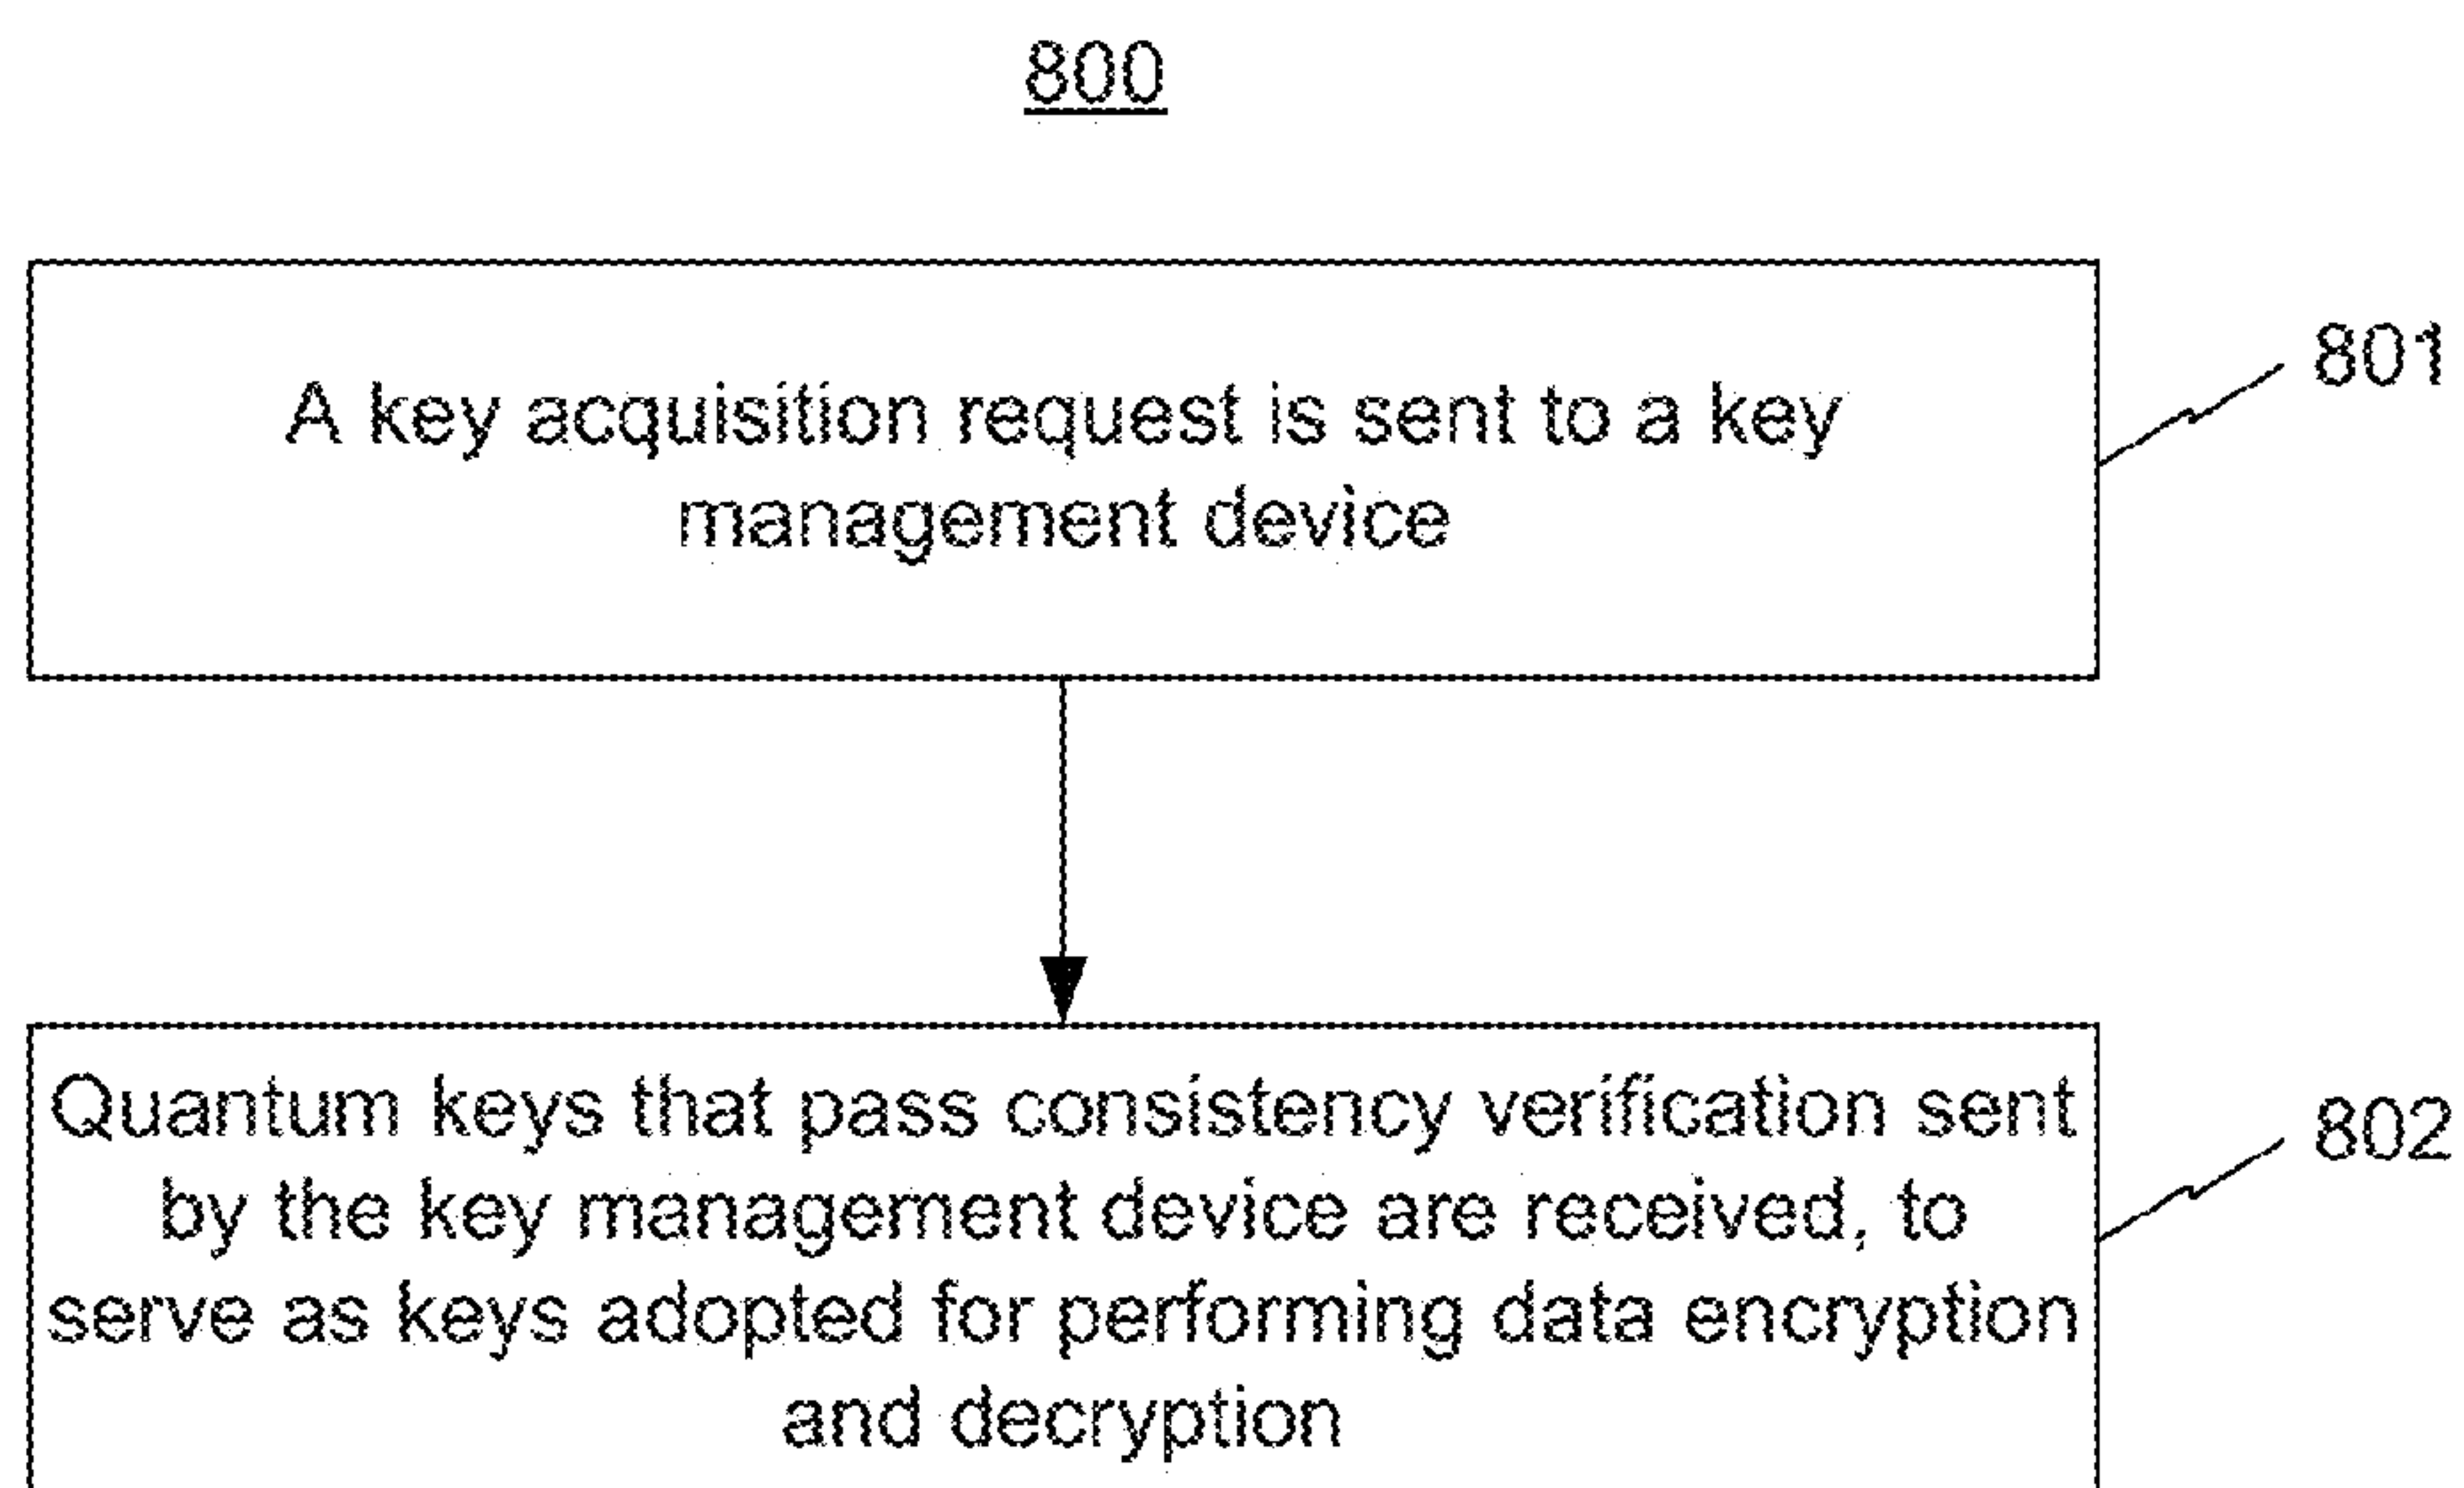 800
A key acquisition request is sent to a key
management device
801
Quantum keys that pass consistency verification sent
by the key management device are received, to
serve as keys adopted for performing data encryption
and decryption
802